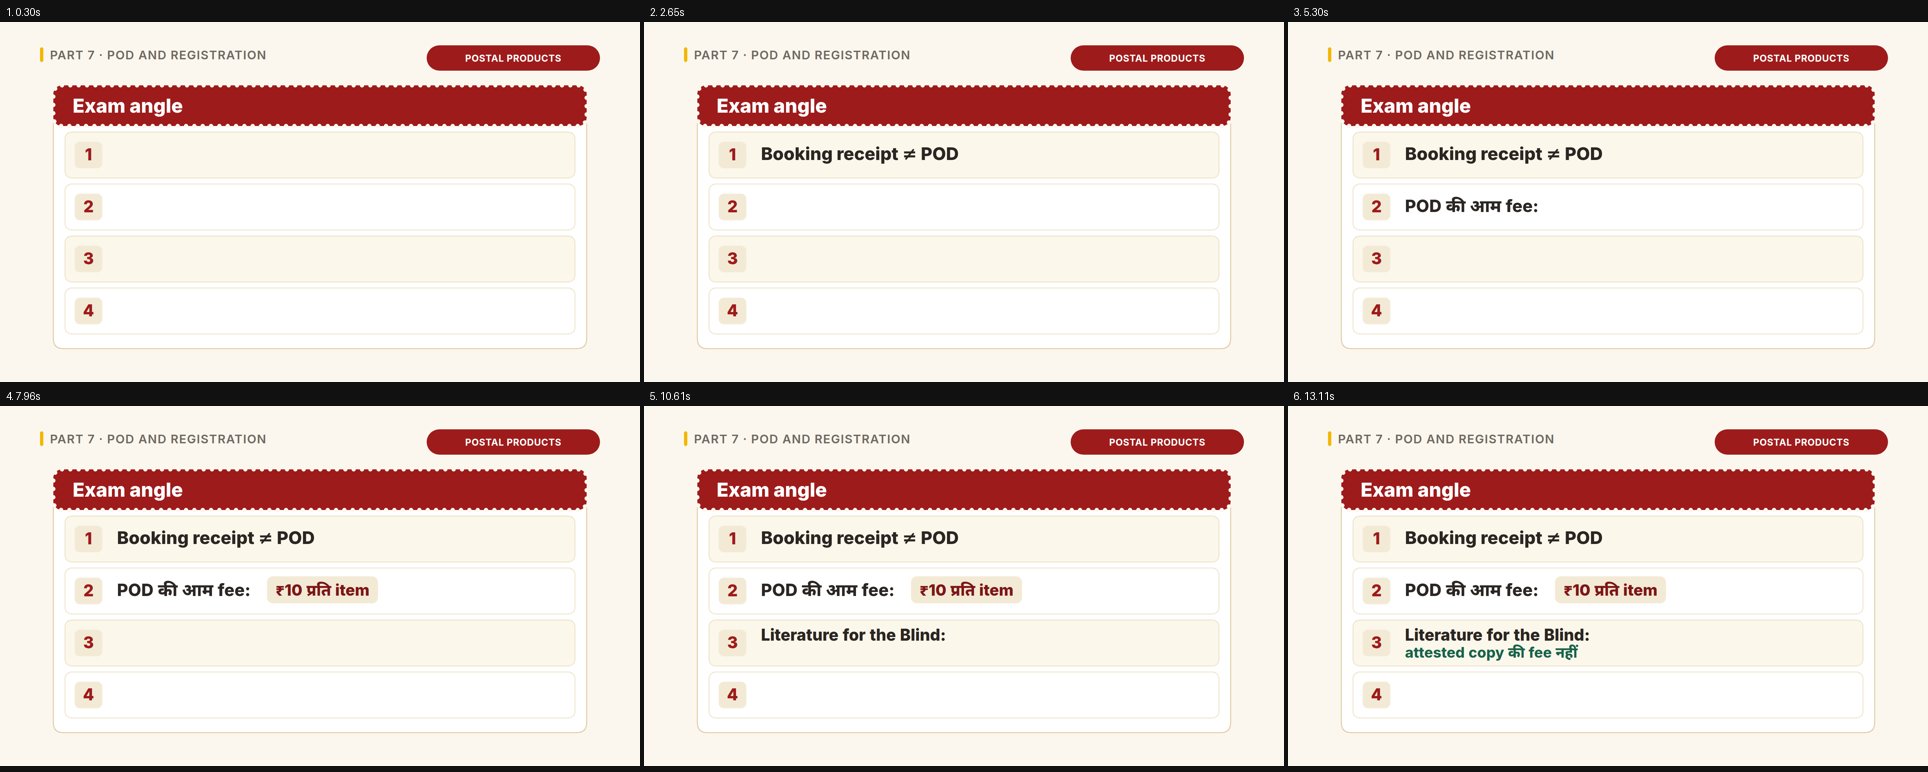 1. 0.30s
PART 7 · POD AND REGISTRATION
POSTAL PRODUCTS
Exam angle
1
2
3
4
2. 2.65s
PART 7 · POD AND REGISTRATION
POSTAL PRODUCTS
Exam angle
1 Booking receipt ≠ POD
2
3
4
3. 5.30s
PART 7 · POD AND REGISTRATION
POSTAL PRODUCTS
Exam angle
1 Booking receipt ≠ POD
2 POD की आम fee:
3
4
4. 7.96s
PART 7 · POD AND REGISTRATION
POSTAL PRODUCTS
Exam angle
1 Booking receipt ≠ POD
2 POD की आम fee: ₹10 प्रति item
3
4
5. 10.61s
PART 7 · POD AND REGISTRATION
POSTAL PRODUCTS
Exam angle
1 Booking receipt ≠ POD
2 POD की आम fee: ₹10 प्रति item
3 Literature for the Blind:
4
6. 13.11s
PART 7 · POD AND REGISTRATION
POSTAL PRODUCTS
Exam angle
1 Booking receipt ≠ POD
2 POD की आम fee: ₹10 प्रति item
3 Literature for the Blind:
attested copy की fee नहीं
4